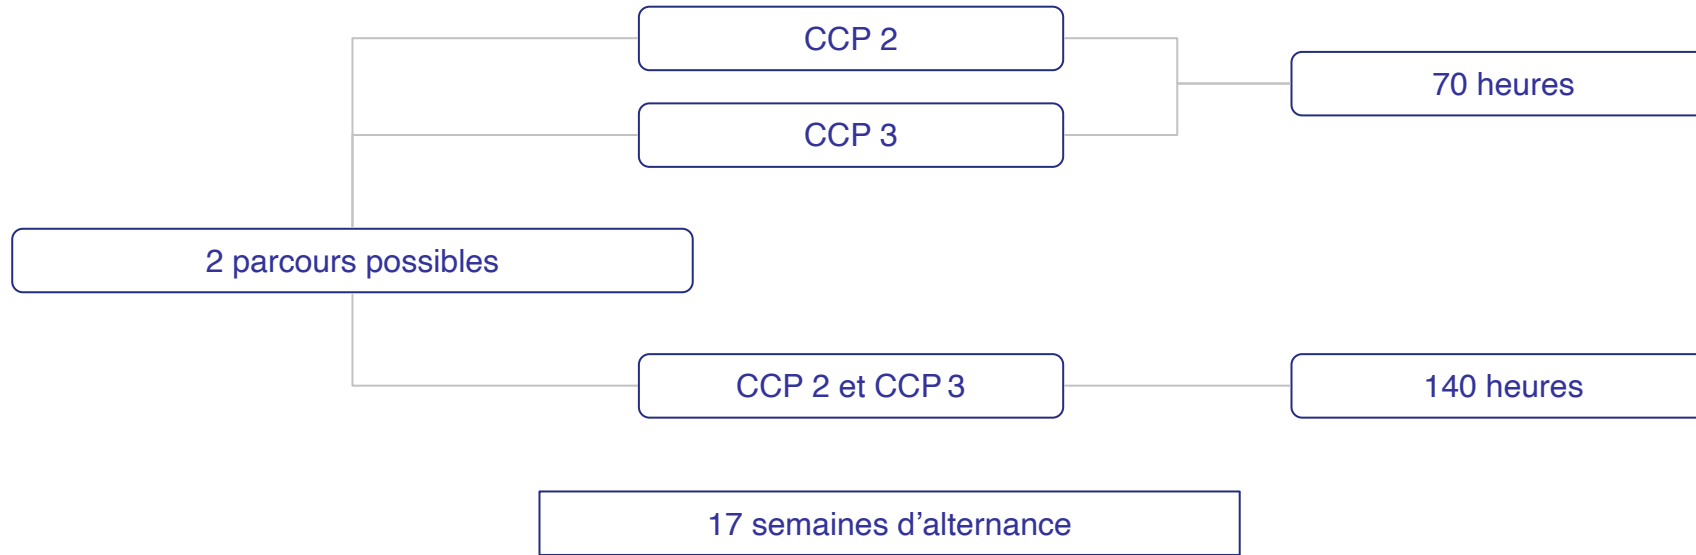 CCP 2
70 heures
CCP 3
2 parcours possibles
CCP 2 et CCP 3
140 heures
17 semaines d’alternance